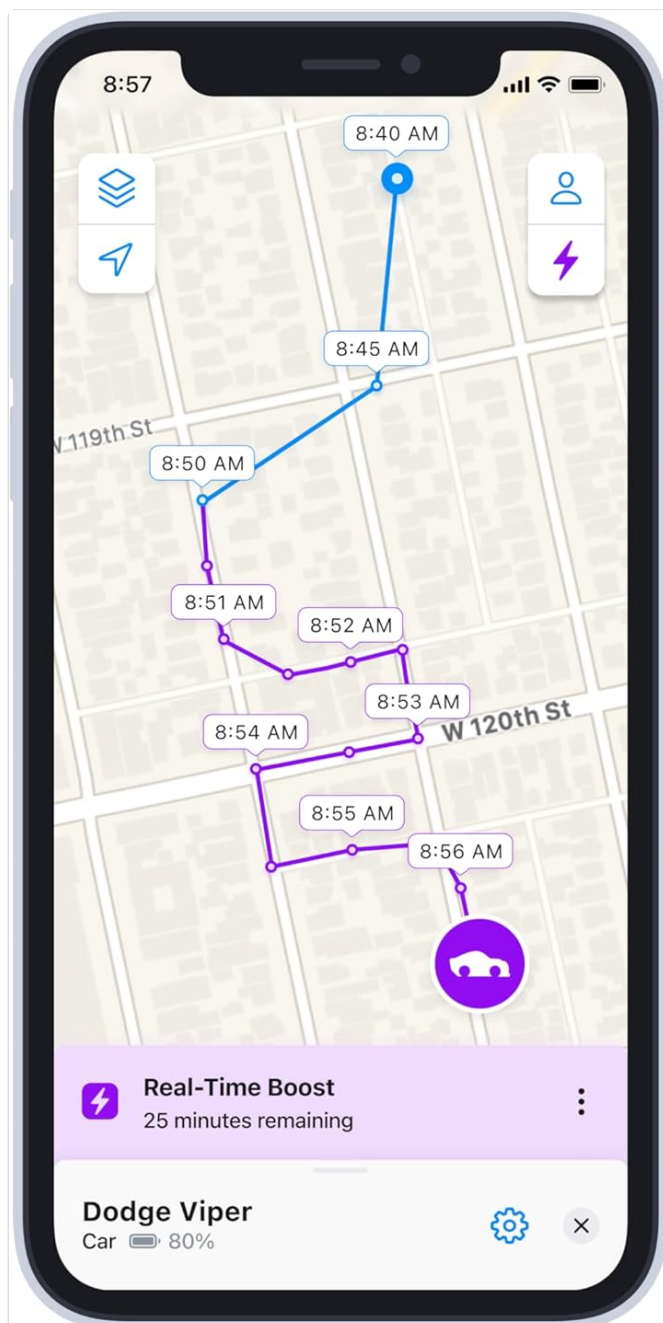 8:57
8:40 AM
8:45 AM
W 119th St
8:50 AM
8:51 AM
8:52 AM
8:53 AM
W 120th St
8:54 AM
8:55 AM
8:56 AM
Real-Time Boost
25 minutes remaining
Dodge Viper
Car 80%